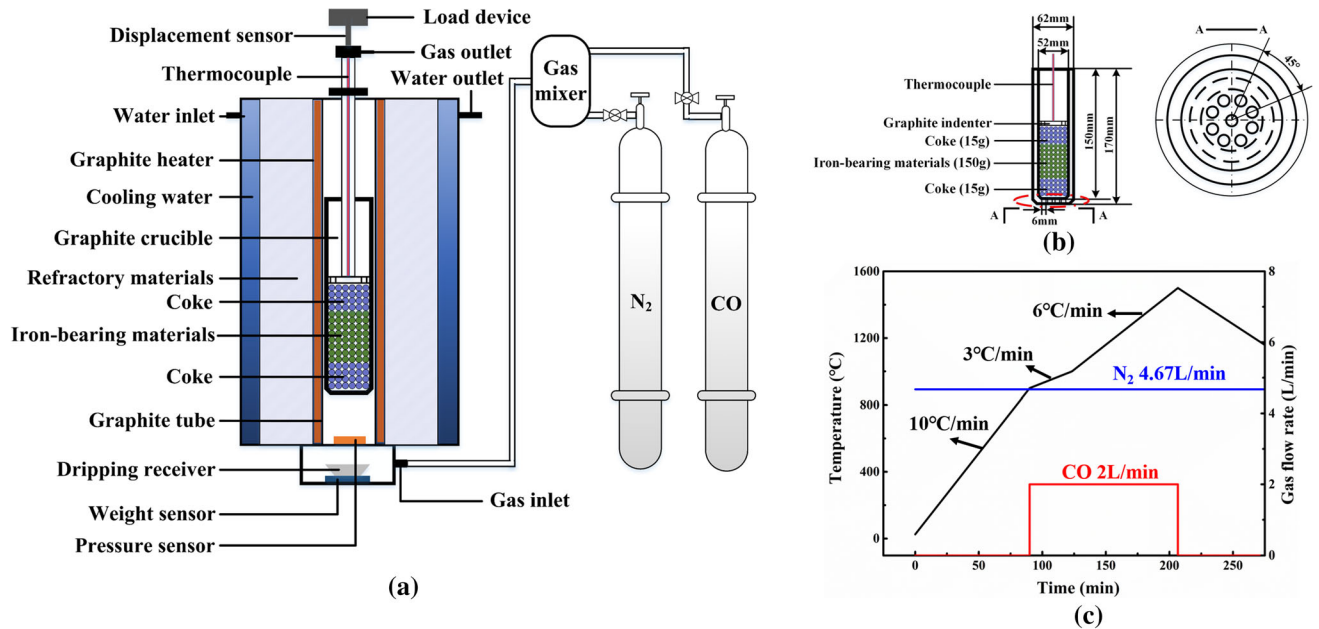 Load device
Displacement sensor
Gas outlet
Thermocouple
Water outlet
Water inlet
Graphite heater
Cooling water
Graphite crucible
Refractory materials
Coke
Iron-bearing materials
Coke
Graphite tube
Dripping receiver
Weight sensor
Pressure sensor
Gas inlet
Gas
mixer
N2
CO
(a)
62mm
52mm
Thermocouple
Graphite indenter
Coke (15g)
Iron-bearing materials (150g)
Coke (15g)
150mm
170mm
A
A
6mm
A
A
45°
(b)
1600
1200
800
400
0
Temperature (°C)
8
6
4
2
0
Gas flow rate (L/min)
6°C/min
3°C/min
N2 4.67L/min
10°C/min
CO 2L/min
0
50
100
150
200
250
Time (min)
(c)